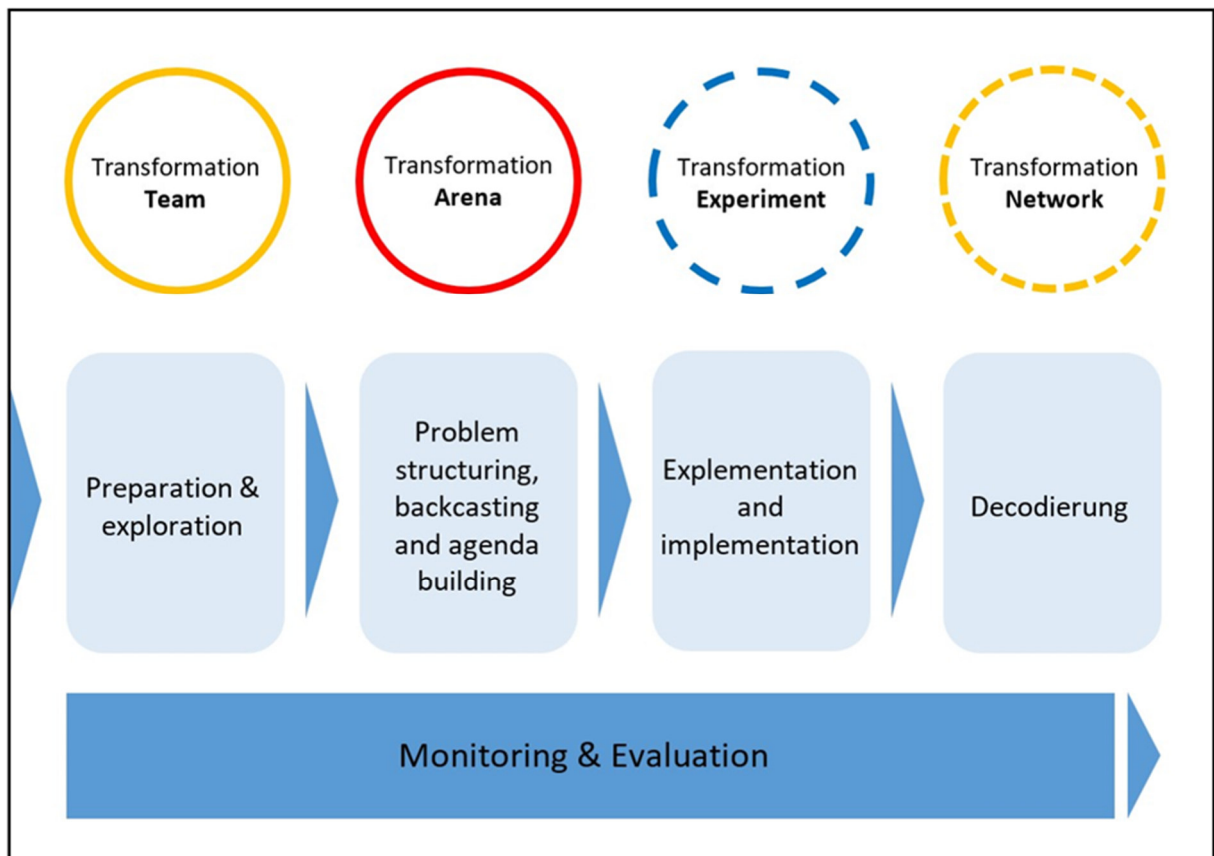 Transformation
Team
Transformation
Arena
Transformation
Experiment
Transformation
Network
Preparation &
exploration
Problem
structuring,
backcasting
and agenda
building
Explementation
and
implementation
Decodierung
Monitoring & Evaluation